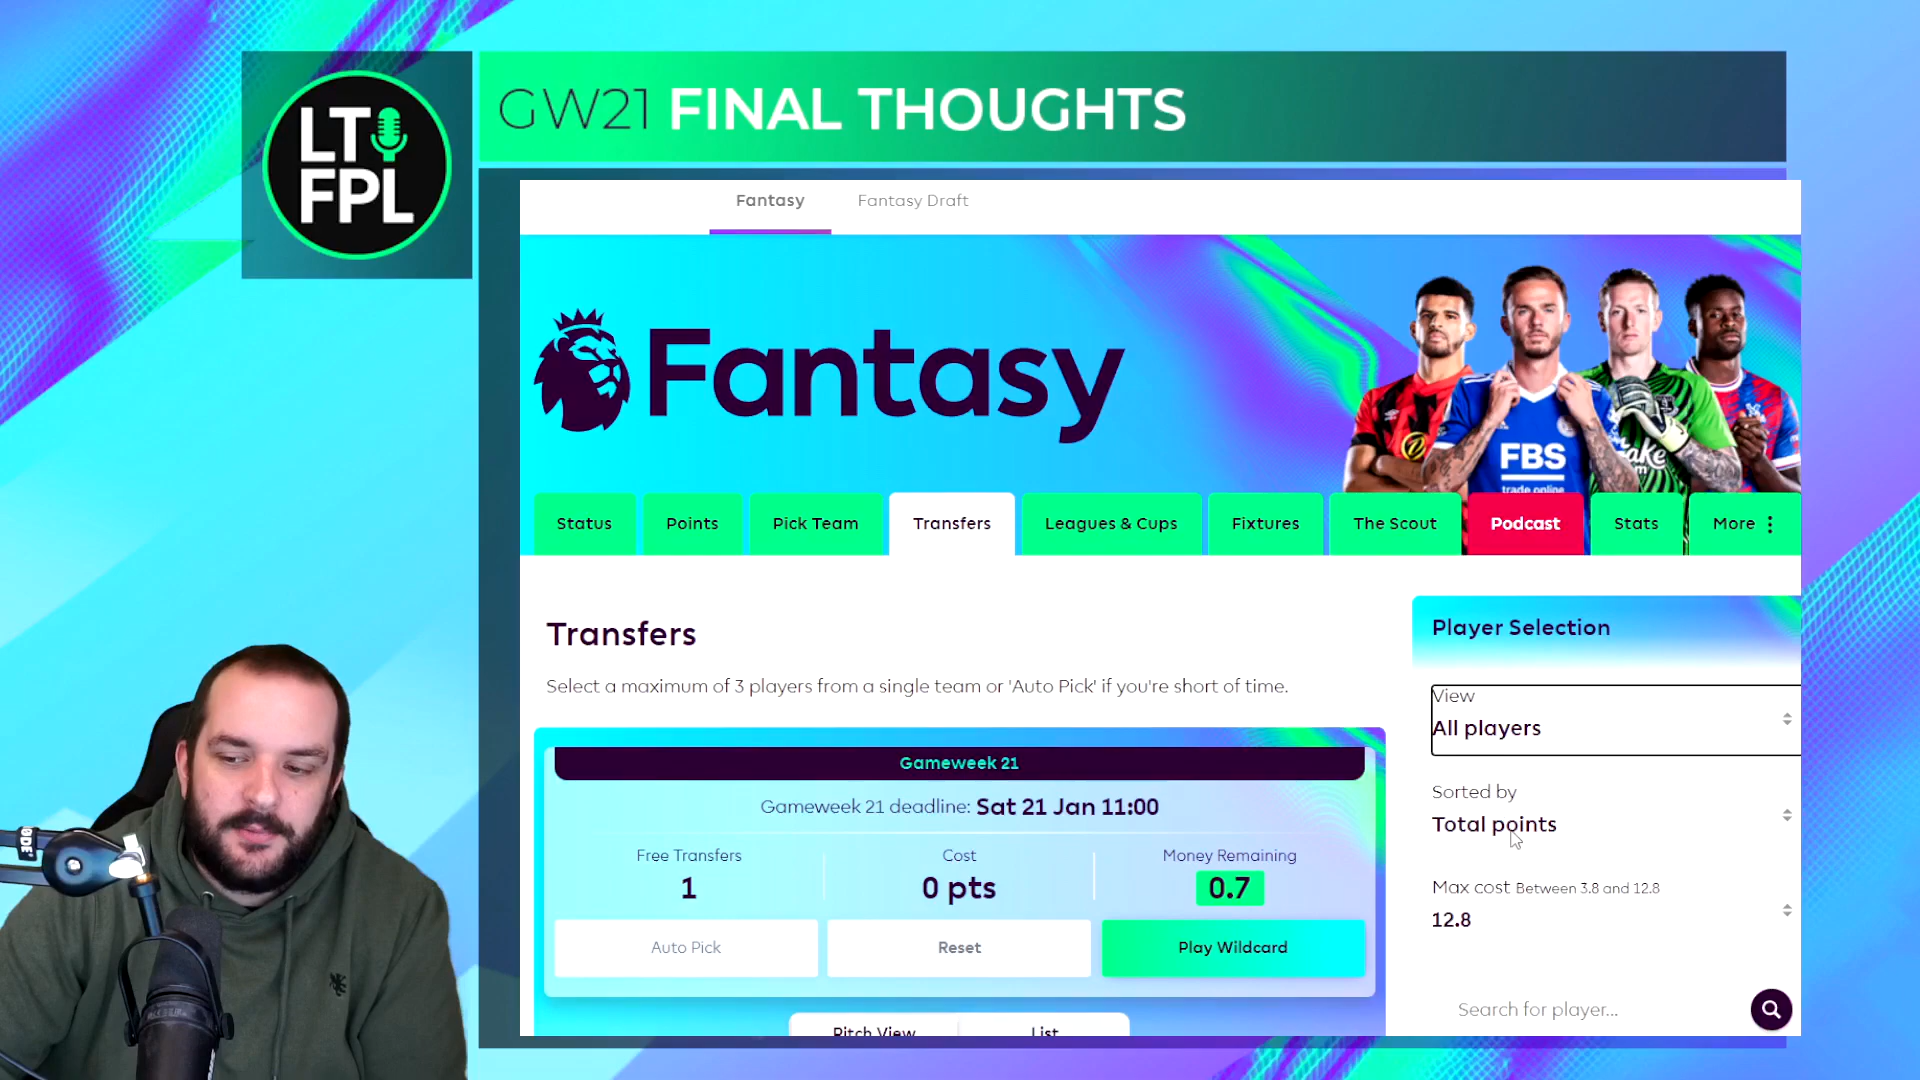 LT
FPL
GW21 FINAL THOUGHTS
Fantasy
Fantasy Draft
Fantasy
FBS
trade online
Status
Points
Pick Team
Transfers
Leagues & Cups
Fixtures
The Scout
Podcast
Stats
More
Transfers
Select a maximum of 3 players from a single team or 'Auto Pick' if you're short of time.
Gameweek 21
Gameweek 21 deadline: Sat 21 Jan 11:00
Free Transfers
1
Cost
0 pts
Money Remaining
0.7
Auto Pick
Reset
Play Wildcard
Pitch View
List
Player Selection
View
All players
Sorted by
Total points
Max cost Between 3.8 and 12.8
12.8
Search for player...